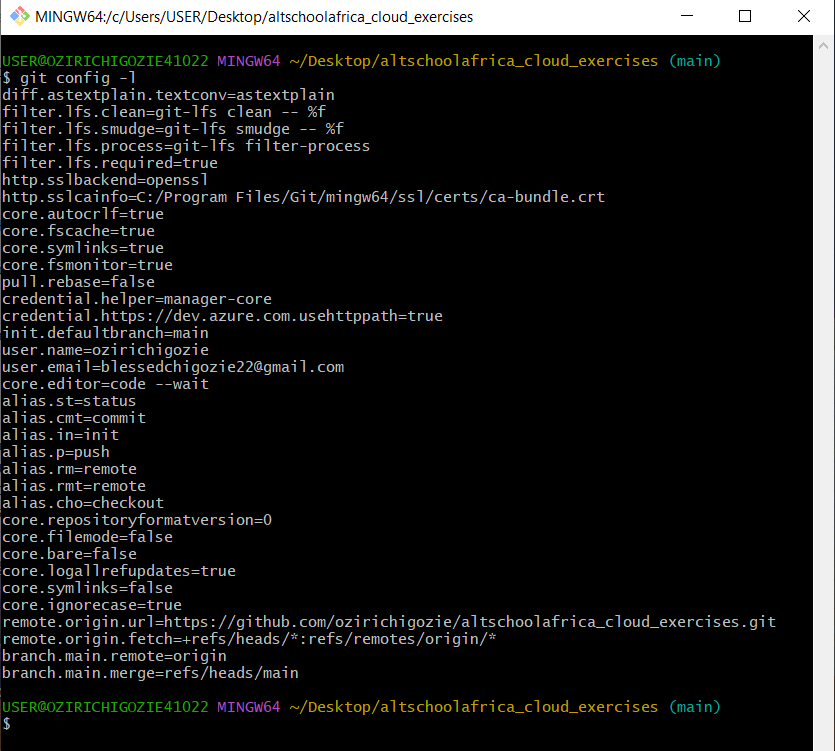 MINGW64:/c/Users/USER/Desktop/altschoolafrica_cloud_exercises
USER@OZIRICHIGOZIE41022 MINGW64 ~/Desktop/altschoolafrica_cloud_exercises (main)
$ git config -l
diff.astextplain.textconv=astextplain
filter.lfs.clean=git-lfs clean -- %f
filter.lfs.smudge=git-lfs smudge -- %f
filter.lfs.process=git-lfs filter-process
filter.lfs.required=true
http.sslbackend=openssl
http.sslcainfo=C:/Program Files/Git/mingw64/ssl/certs/ca-bundle.crt
core.autocrlf=true
core.fscache=true
core.symlinks=true
core.fsmonitor=true
pull.rebase=false
credential.helper=manager-core
credential.https://dev.azure.com.usehttppath=true
init.defaultbranch=main
user.name=ozirichigozie
user.email=blessedchigozie22@gmail.com
core.editor=code --wait
alias.st=status
alias.cmt=commit
alias.in=init
alias.p=push
alias.rm=remote
alias.rmt=remote
alias.cho=checkout
core.repositoryformatversion=0
core.filemode=false
core.bare=false
core.logallrefupdates=true
core.symlinks=false
core.ignorecase=true
remote.origin.url=https://github.com/ozirichigozie/altschoolafrica_cloud_exercises.git
remote.origin.fetch=+refs/heads/*:refs/remotes/origin/*
branch.main.remote=origin
branch.main.merge=refs/heads/main
USER@OZIRICHIGOZIE41022 MINGW64 ~/Desktop/altschoolafrica_cloud_exercises (main)
$